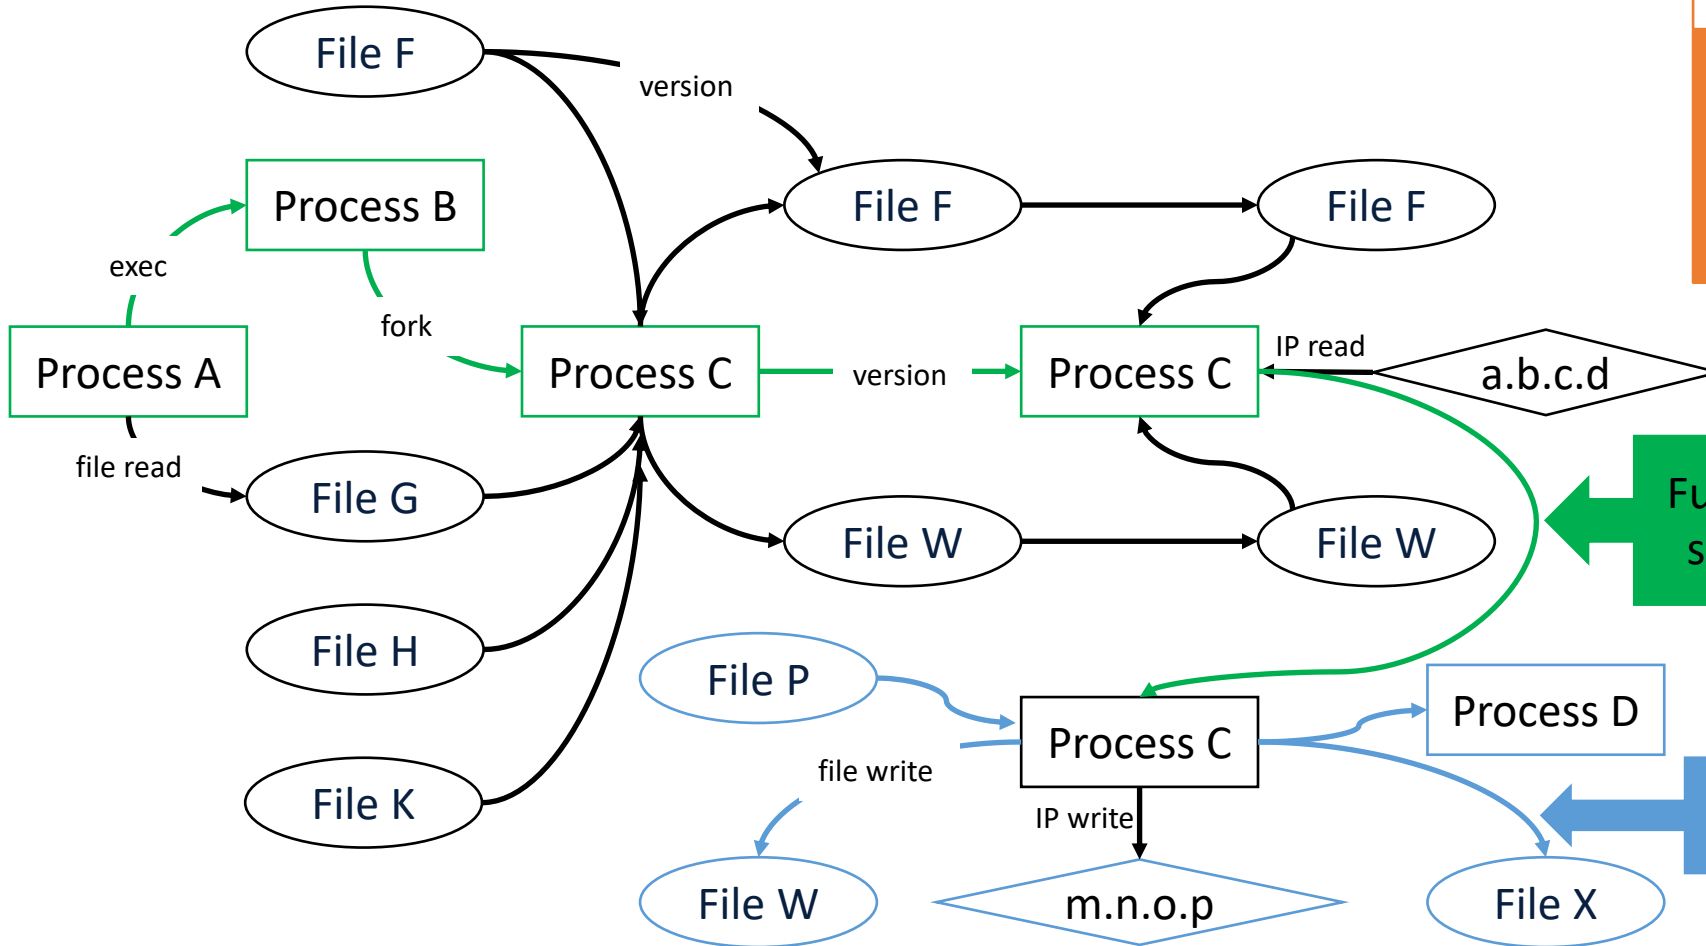 File F
version
Process B
File F
File F
exec
fork
Process A
Process C
version
Process C
IP read
a.b.c.d
file read
File G
File W
File W
File H
File P
Process C
Process D
file write
File K
IP write
File W
m.n.o.p
File X